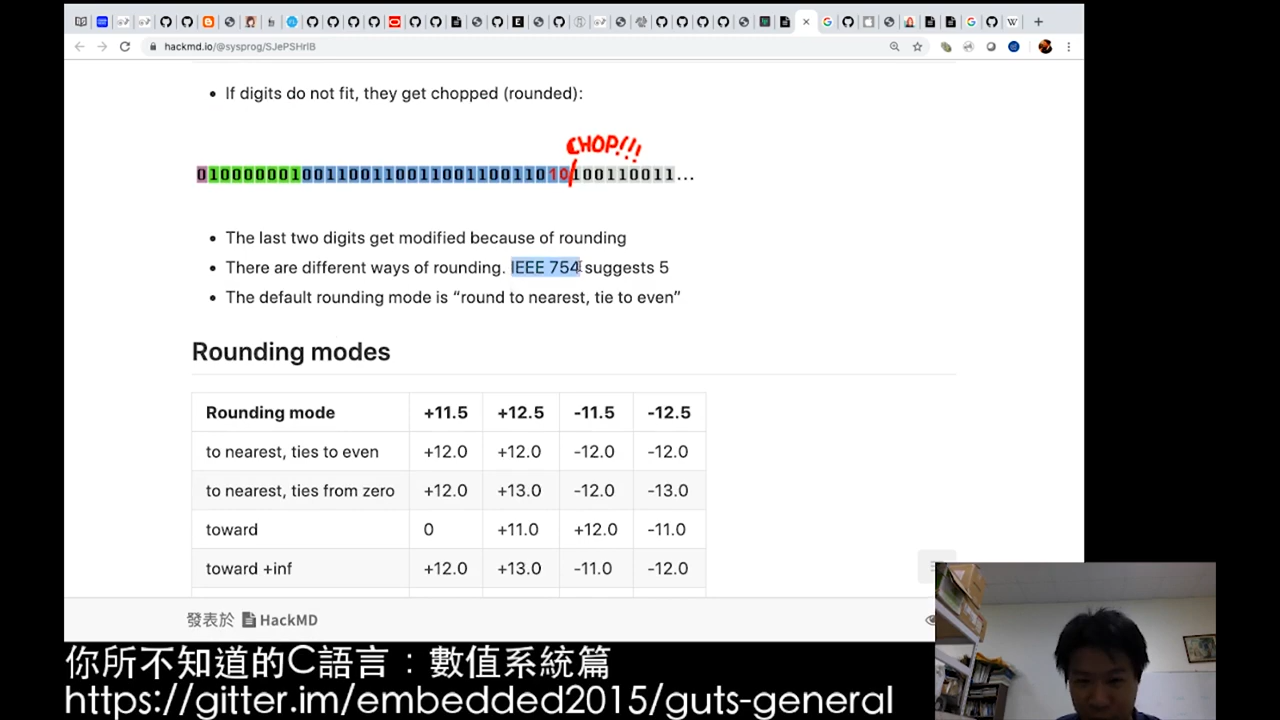 hackmd.io/@sysprog/SJePSHrlB
• If digits do not fit, they get chopped (rounded):
CHOP!!!
01000000100110011001100110011010100110011...
• The last two digits get modified because of rounding
• There are different ways of rounding. IEEE 754 suggests 5
• The default rounding mode is “round to nearest, tie to even”
Rounding modes
Rounding mode +11.5 +12.5 -11.5 -12.5
to nearest, ties to even +12.0 +12.0 -12.0 -12.0
to nearest, ties from zero +12.0 +13.0 -12.0 -13.0
toward 0 +11.0 +12.0 -11.0
toward +inf +12.0 +13.0 -11.0 -12.0
發表於 HackMD
你所不知道的C語言：數值系統篇
https://gitter.im/embedded2015/guts-general